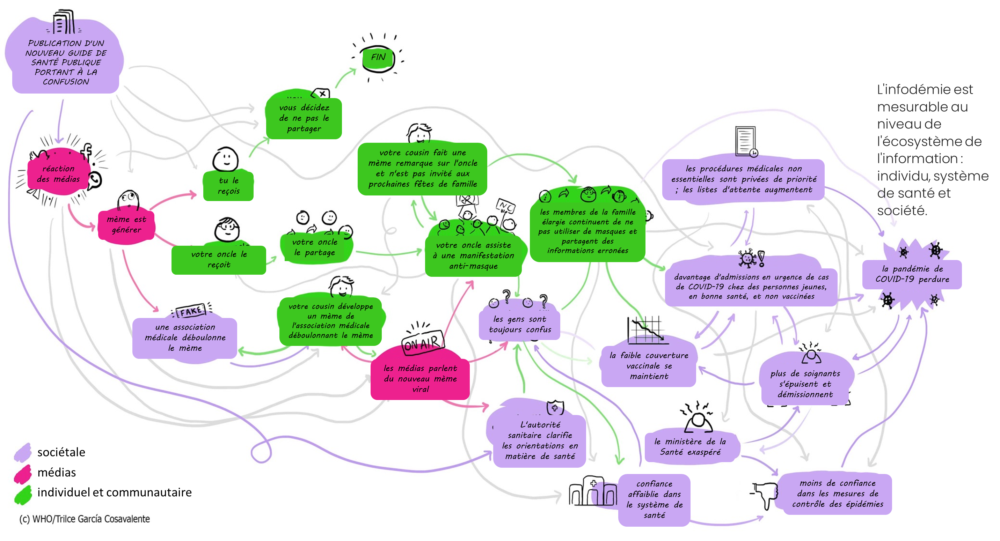 PUBLICATION D'UN
NOUVEAU GUIDE DE
SANTÉ PUBLIQUE
PORTANT À LA
CONFUSION
FIN
vous décidez
de ne pas le
partager
réaction
des médias
mème est
générer
tu le
reçois
votre oncle le
reçoit
votre oncle
le partage
votre cousin fait une
mème remarque sur l'oncle
et n'est pas invité aux
prochaines fêtes de famille
votre oncle assiste
à une manifestation
anti-masque
les membres de la famille
élargie continuent de ne
pas utiliser de masques et
partagent des
informations erronées
les procédures médicales non
essentielles sont privées de priorité
; les listes d'attente augmentent
L'infodémie est
mesurable au
niveau de
l'écosystème de
l'information :
individu, système
de santé et
société.
davantage d'admissions en urgence de cas
de COVID-19 chez des personnes jeunes,
en bonne santé, et non vaccinées
la pandémie de
COVID-19 perdure
FAKE
une association
médicale déboulonne
le mème
votre cousin développe
un mème de
l'association médicale
déboulonnant le mème
ON AIR
les médias parlent
du nouveau mème
viral
les gens sont
toujours confus
la faible couverture
vaccinale se
maintient
plus de soignants
s'épuisent et
démissionnent
L'autorité
sanitaire clarifie
les orientations en
matière de santé
le ministère de la
Santé exaspéré
confiance
affaiblie dans
le système de
santé
moins de confiance
dans les mesures de
contrôle des épidémies
sociétale
médias
individuel et communautaire
(c) WHO/Trilce García Cosavalente